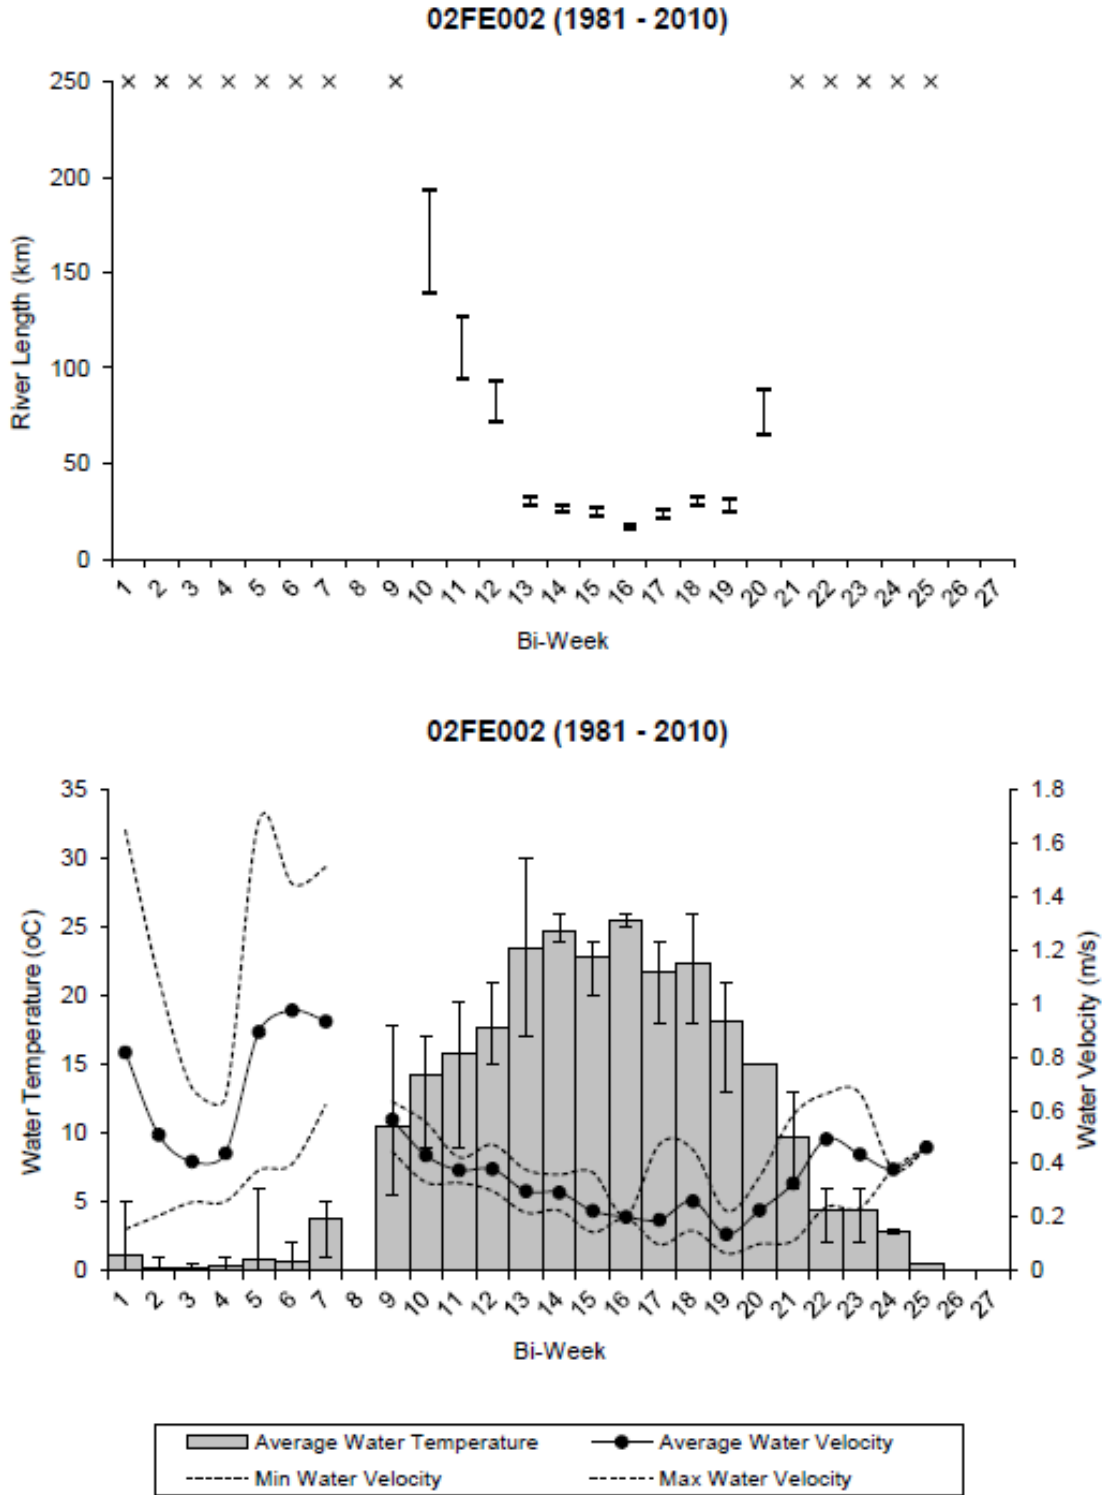 02FE002 (1981 - 2010)
River Length (km)
250
200
150
100
50
0
1 2 3 4 5 6 7 8 9 10 11 12 13 14 15 16 17 18 19 20 21 22 23 24 25 26 27
Bi-Week
02FE002 (1981 - 2010)
Water Temperature (oC)
35
30
25
20
15
10
5
0
1.8
1.6
1.4
1.2
1
0.8
0.6
0.4
0.2
0
Water Velocity (m/s)
1 2 3 4 5 6 7 8 9 10 11 12 13 14 15 16 17 18 19 20 21 22 23 24 25 26 27
Bi-Week
Average Water Temperature Average Water Velocity
Min Water Velocity Max Water Velocity